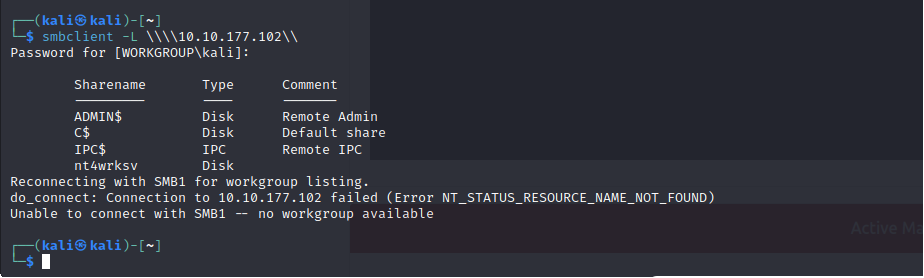 ┌──(kali㉿kali)-[~]
└─$ smbclient -L \\\\10.10.177.102\\
Password for [WORKGROUP\kali]:
Sharename Type Comment
--------- ---- -------
ADMIN$ Disk Remote Admin
C$ Disk Default share
IPC$ IPC Remote IPC
nt4wrksv Disk
Reconnecting with SMB1 for workgroup listing.
do_connect: Connection to 10.10.177.102 failed (Error NT_STATUS_RESOURCE_NAME_NOT_FOUND)
Unable to connect with SMB1 -- no workgroup available
Active Ma
┌──(kali㉿kali)-[~]
└─$